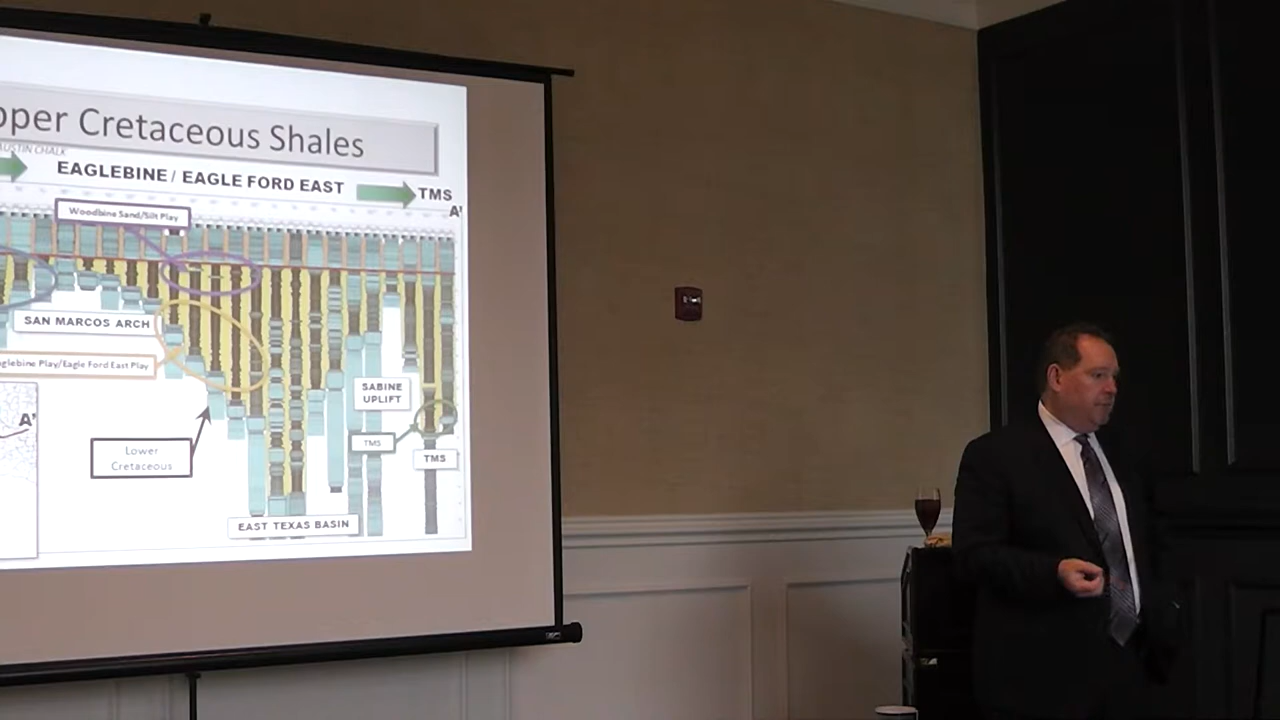 pper Cretaceous Shales
AUSTIN CHALK
EAGLEBINE / EAGLE FORD EAST
TMS
A'
Woodbine Sand/Silt Play
SAN MARCOS ARCH
glebine Play/Eagle Ford East Play
SABINE
UPLIFT
A'
TMS
Lower
Cretaceous
TMS
EAST TEXAS BASIN